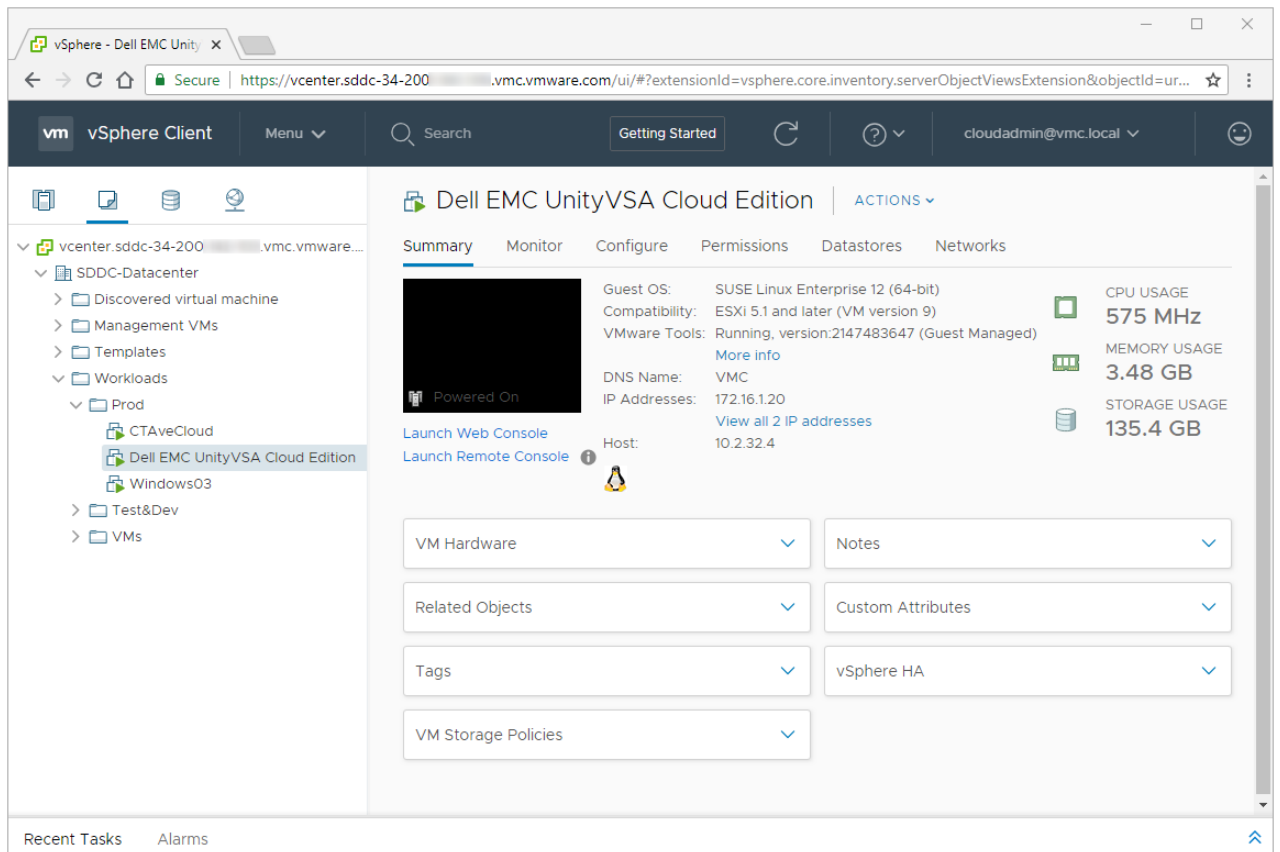 vSphere - Dell EMC Unity
Secure | https://vcenter.sddc-34-200 .vmc.vmware.com/ui/#?extensionId=vsphere.core.inventory.serverObjectViewsExtension&objectId=ur...
vm vSphere Client Menu Search Getting Started cloudadmin@vmc.local
vcenter.sddc-34-200 .vmc.vmware....
SDDC-Datacenter
Discovered virtual machine
Management VMs
Templates
Workloads
Prod
CTAveCloud
Dell EMC UnityVSA Cloud Edition
Windows03
Test&Dev
VMs
Dell EMC UnityVSA Cloud Edition ACTIONS
Summary Monitor Configure Permissions Datastores Networks
Powered On
Launch Web Console
Launch Remote Console
Guest OS: SUSE Linux Enterprise 12 (64-bit)
Compatibility: ESXi 5.1 and later (VM version 9)
VMware Tools: Running, version:2147483647 (Guest Managed)
More info
DNS Name: VMC
IP Addresses: 172.16.1.20
View all 2 IP addresses
Host: 10.2.32.4
CPU USAGE
575 MHz
MEMORY USAGE
3.48 GB
STORAGE USAGE
135.4 GB
VM Hardware
Notes
Related Objects
Custom Attributes
Tags
vSphere HA
VM Storage Policies
Recent Tasks Alarms